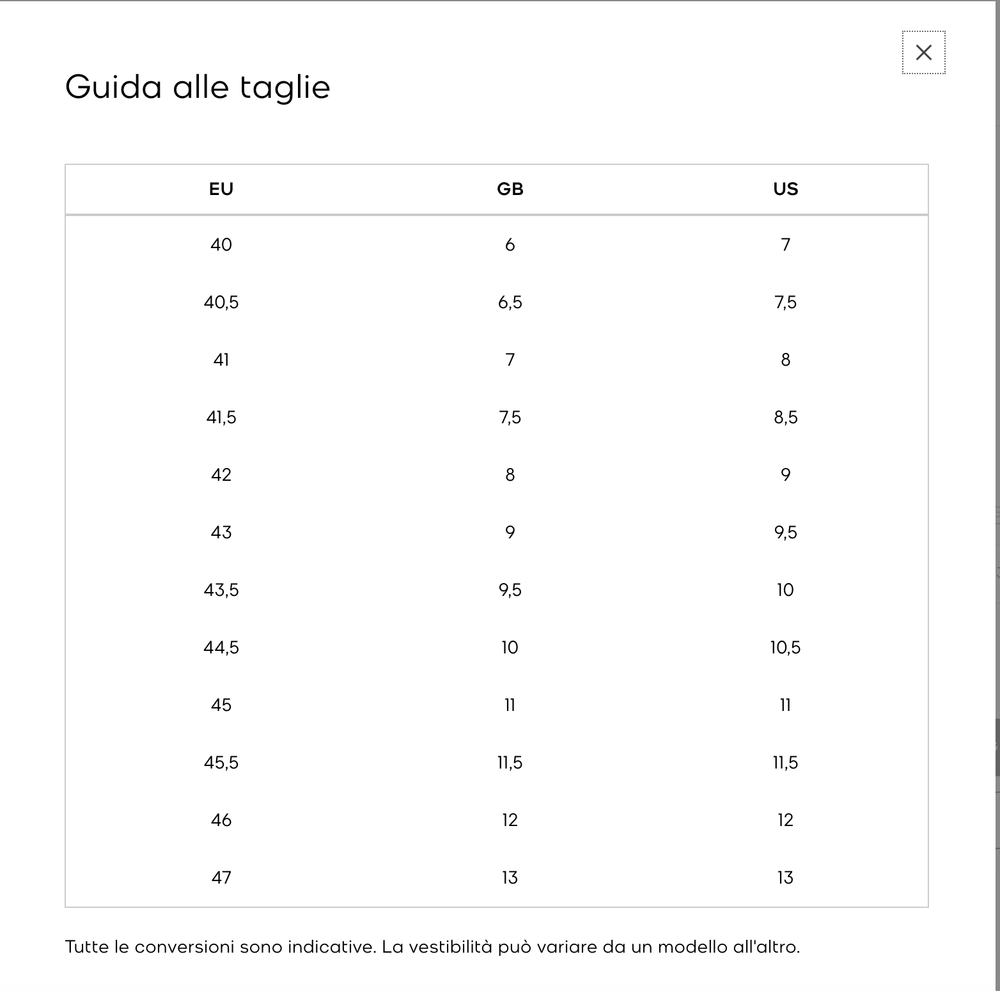 Guida alle taglie
EU GB US
40 6 7
40,5 6,5 7,5
41 7 8
41,5 7,5 8,5
42 8 9
43 9 9,5
43,5 9,5 10
44,5 10 10,5
45 11 11
45,5 11,5 11,5
46 12 12
47 13 13
Tutte le conversioni sono indicative. La vestibilità può variare da un modello all'altro.